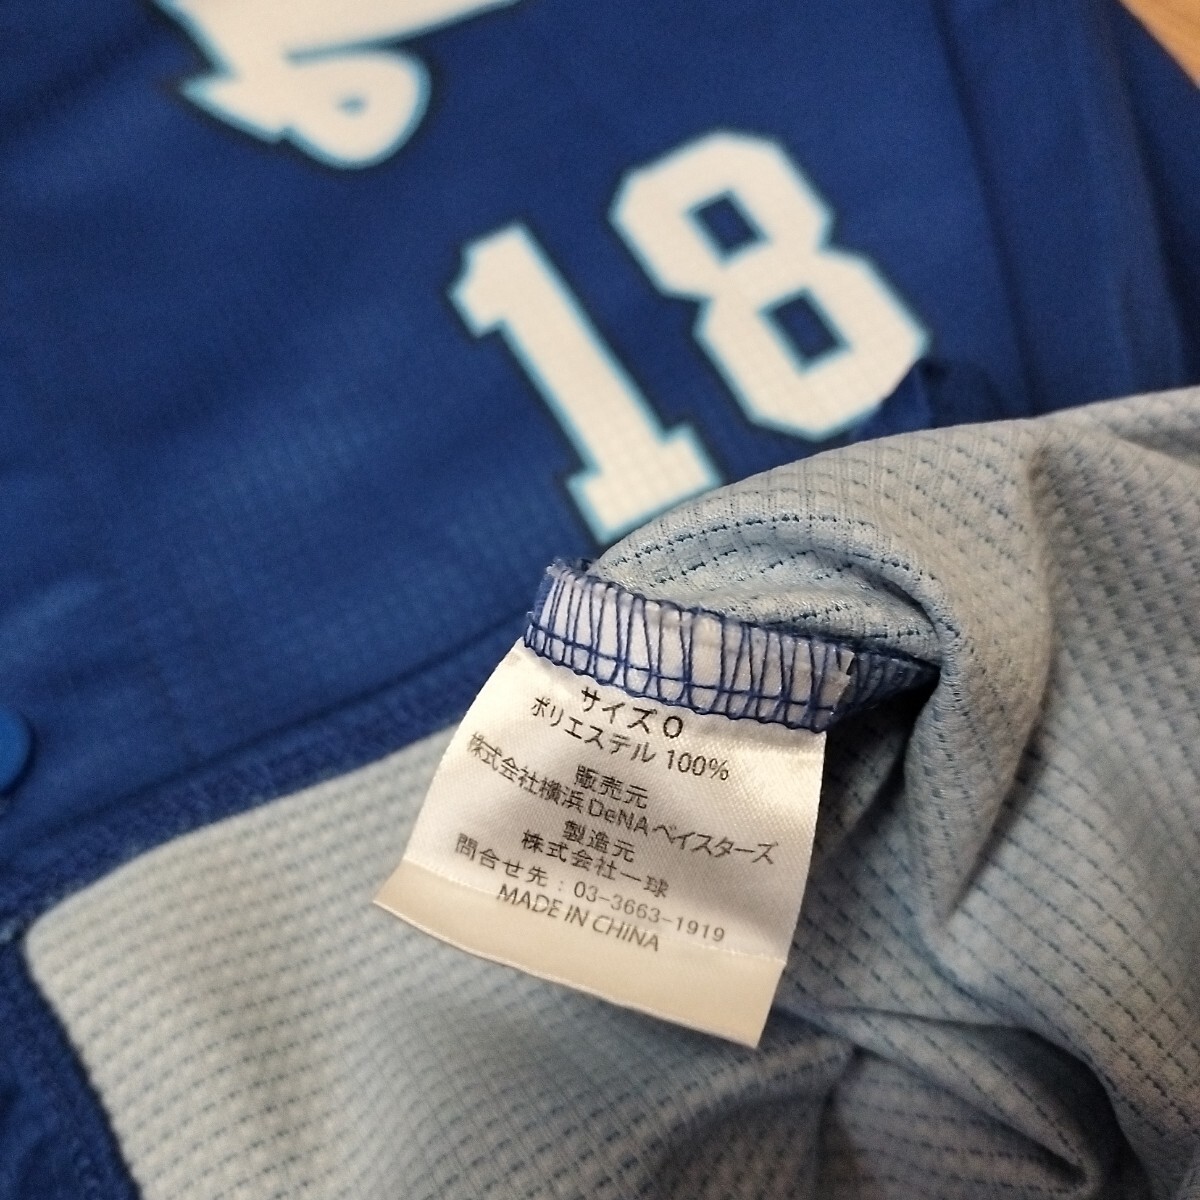 18
サイズ O
ポリエステル 100%
販売元
株式会社横浜DeNAベイスターズ
製造元
株式会社一球
問合せ先：03-3663-1919
MADE IN CHINA